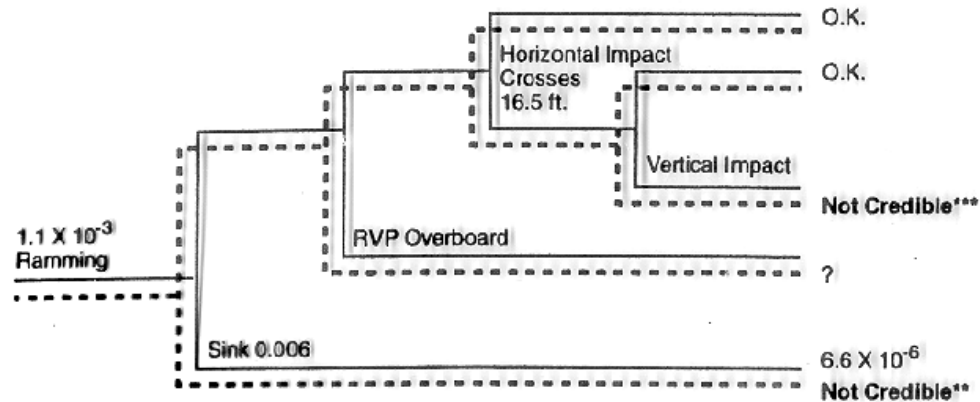 O.K.
Horizontal Impact
Crosses
16.5 ft.
O.K.
Vertical Impact
Not Credible***
1.1 X 10⁻³
Ramming
RVP Overboard
?
Sink 0.006
6.6 X 10⁻⁶
Not Credible**